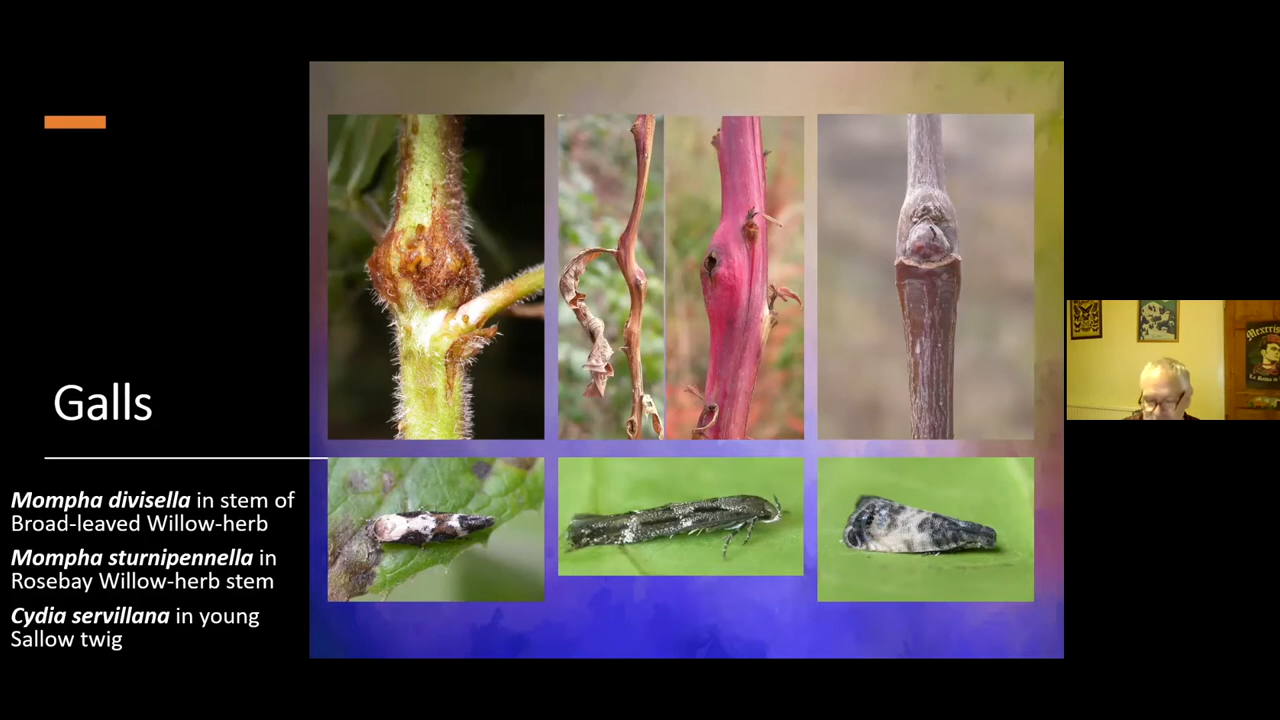 Galls
Mompha divisella in stem of
Broad-leaved Willow-herb
Mompha sturnipennella in
Rosebay Willow-herb stem
Cydia servillana in young
Sallow twig